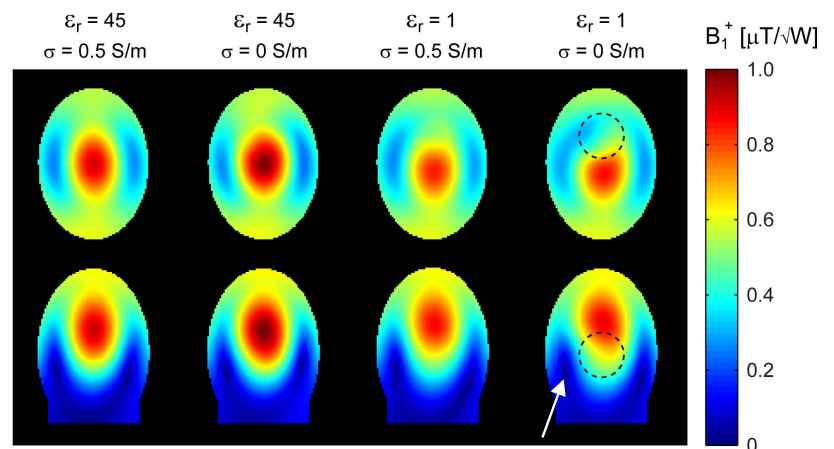 εr = 45
σ = 0.5 S/m
εr = 45
σ = 0 S/m
εr = 1
σ = 0.5 S/m
εr = 1
σ = 0 S/m
B1+ [μT/√W]
1.0
0.8
0.6
0.4
0.2
0